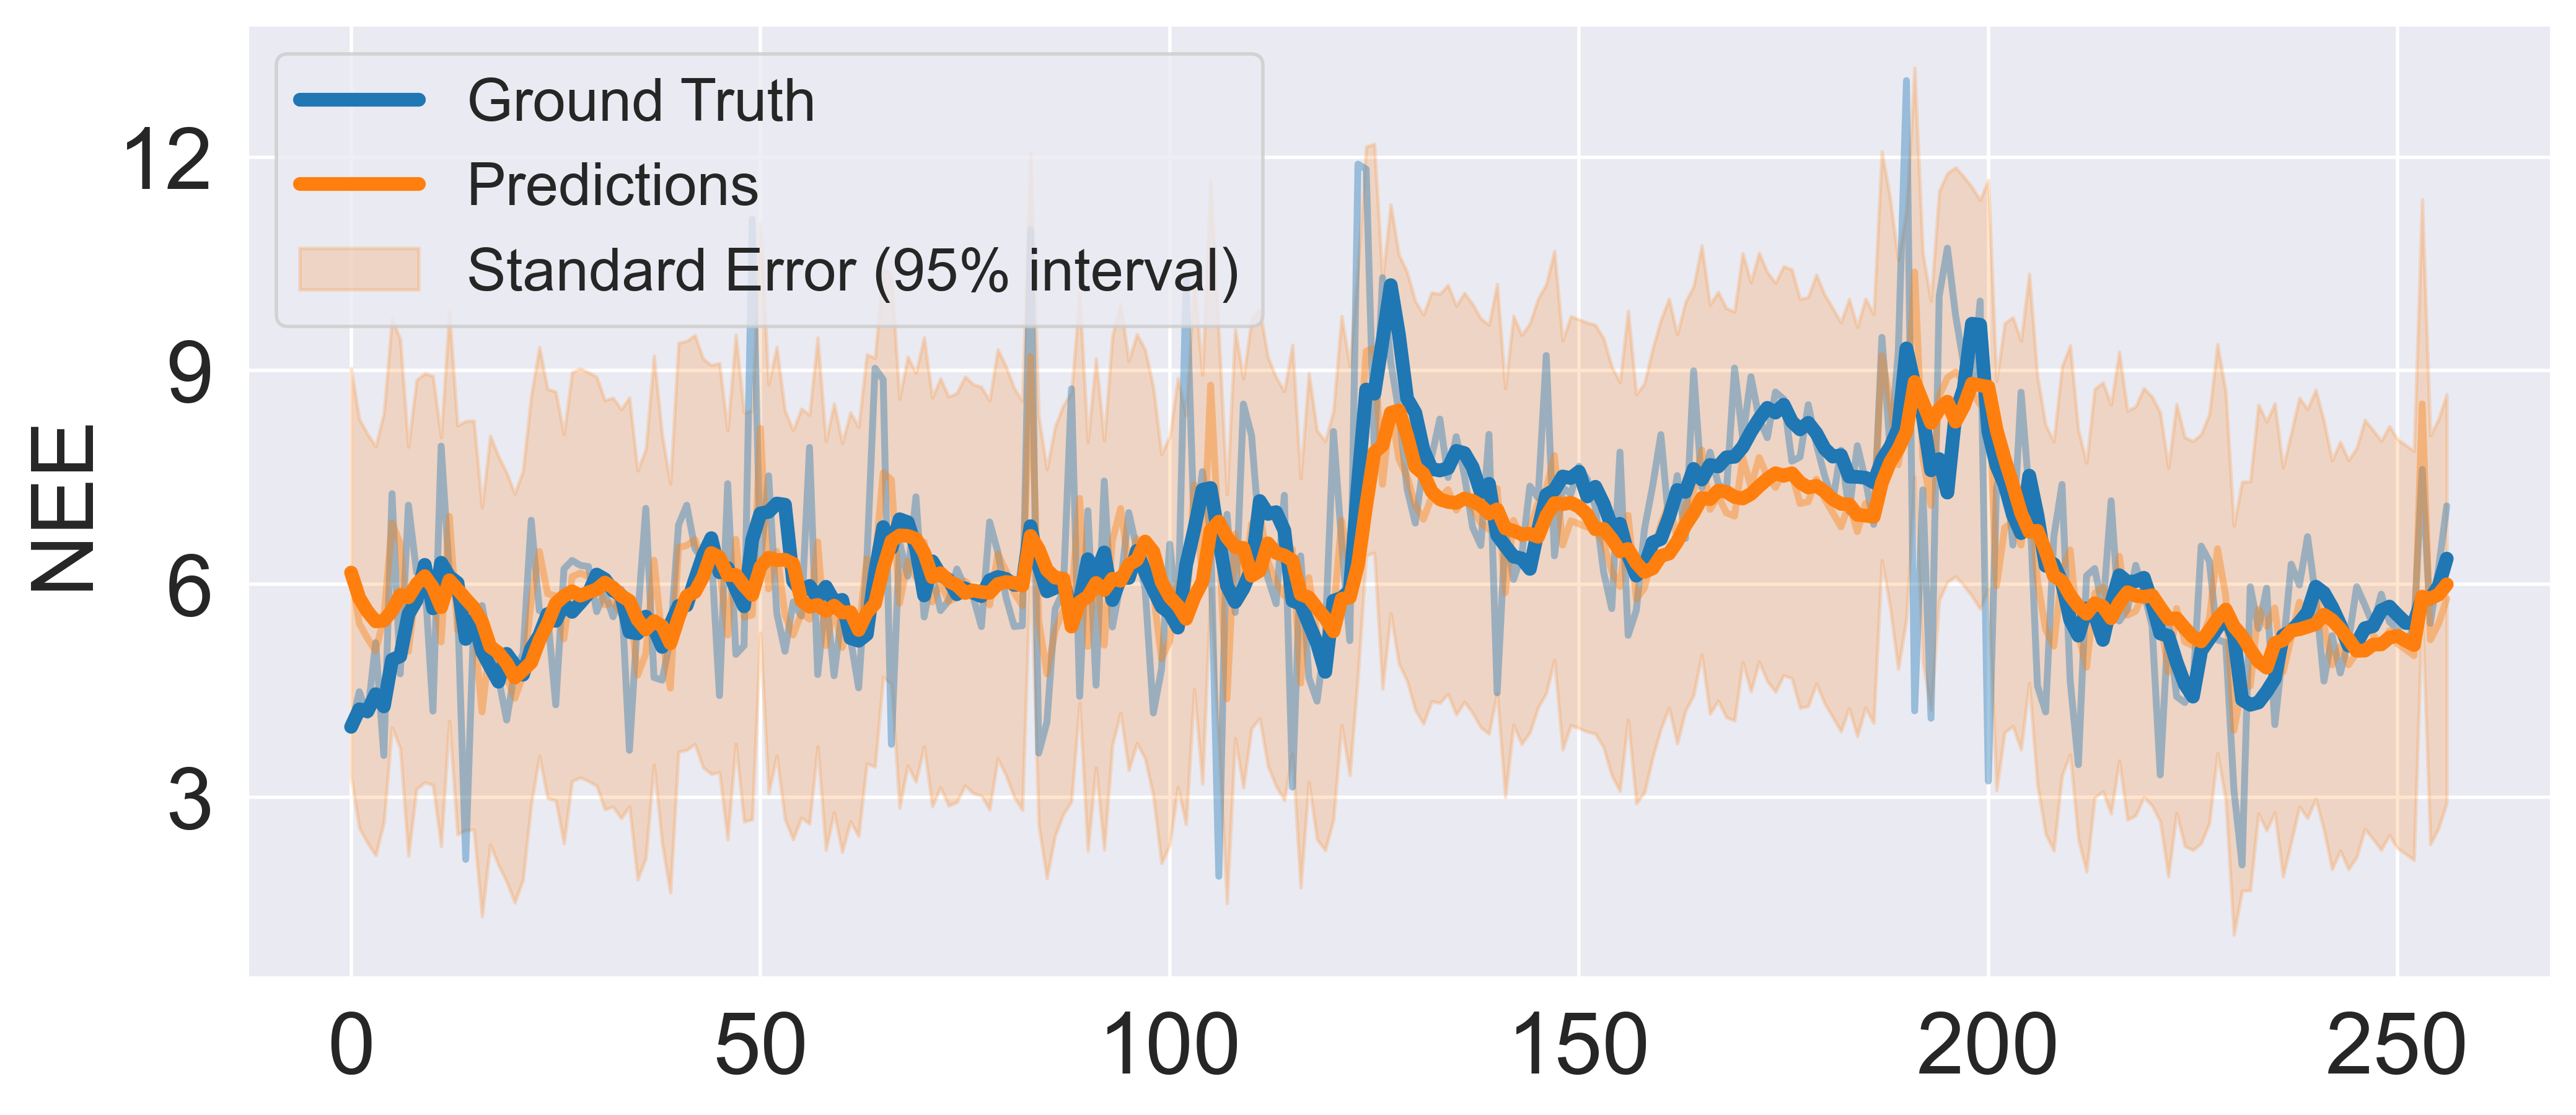 Ground Truth
Predictions
Standard Error (95% interval)
NEE
12
9
6
3
0
50
100
150
200
250